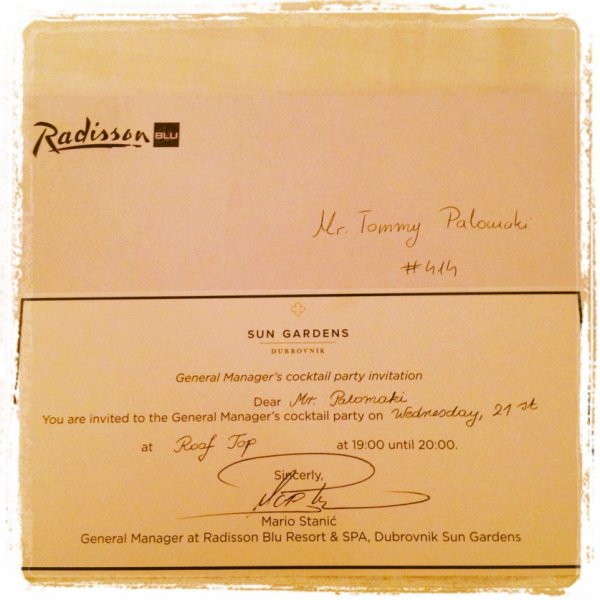 Radisson BLU
Mr. Tommy Palomaki
#414
SUN GARDENS
DUBROVNIK
General Manager's cocktail party invitation
Dear Mr. Palomaki
You are invited to the General Manager's cocktail party on Wednesday, 21st
at Roof Top at 19:00 until 20:00.
Sincerly,
Mario Stanić
General Manager at Radisson Blu Resort & SPA, Dubrovnik Sun Gardens